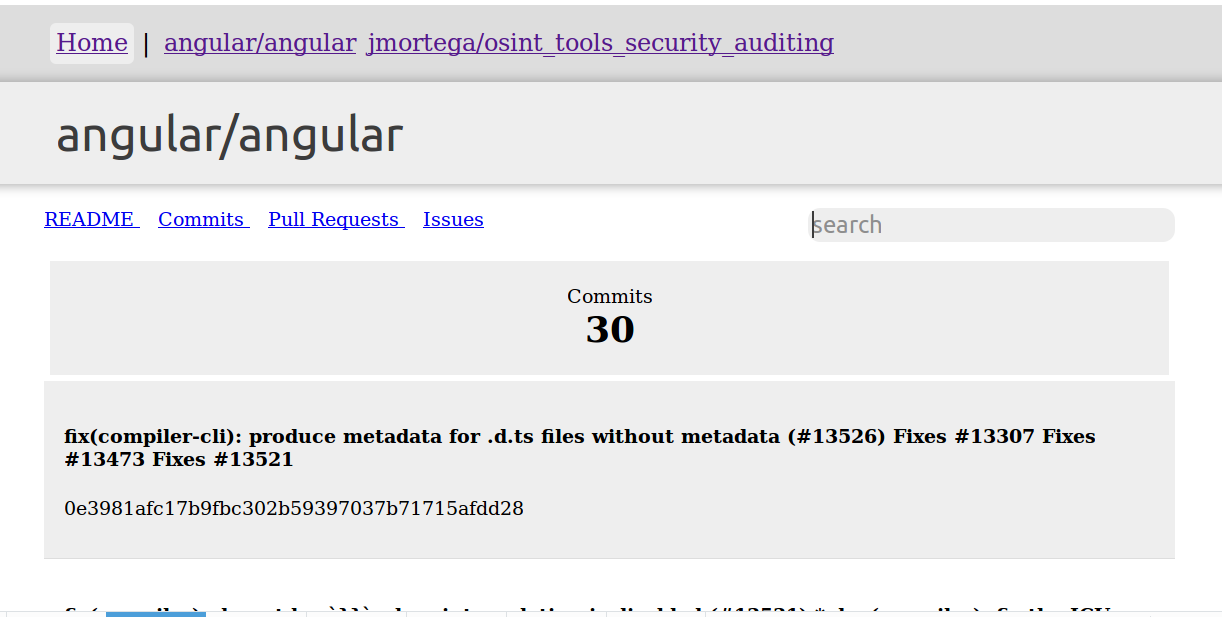 Home | angular/angular jmortega/osint_tools_security_auditing
angular/angular
README Commits Pull Requests Issues search
Commits
30
fix(compiler-cli): produce metadata for .d.ts files without metadata (#13526) Fixes #13307 Fixes
#13473 Fixes #13521
0e3981afc17b9fbc302b59397037b71715afdd28